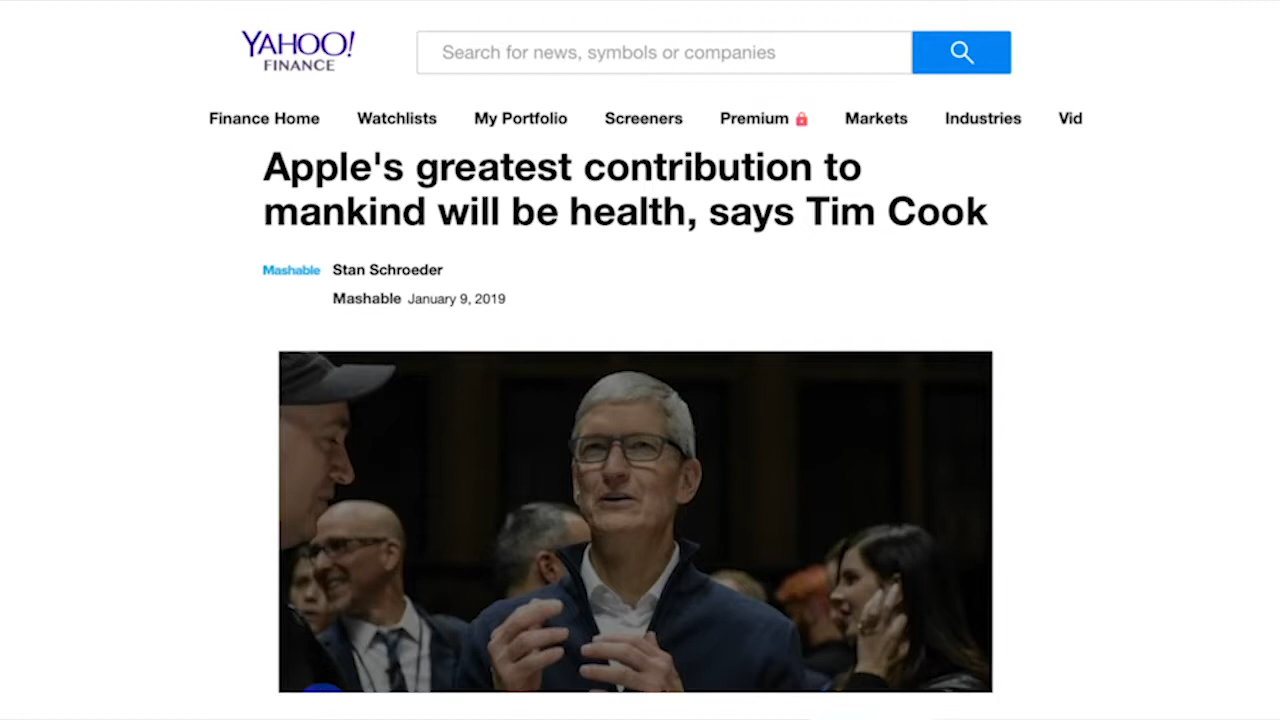 YAHOO!
FINANCE
Search for news, symbols or companies
Finance Home Watchlists My Portfolio Screeners Premium Markets Industries Vid
Apple's greatest contribution to
mankind will be health, says Tim Cook
Mashable Stan Schroeder
Mashable January 9, 2019